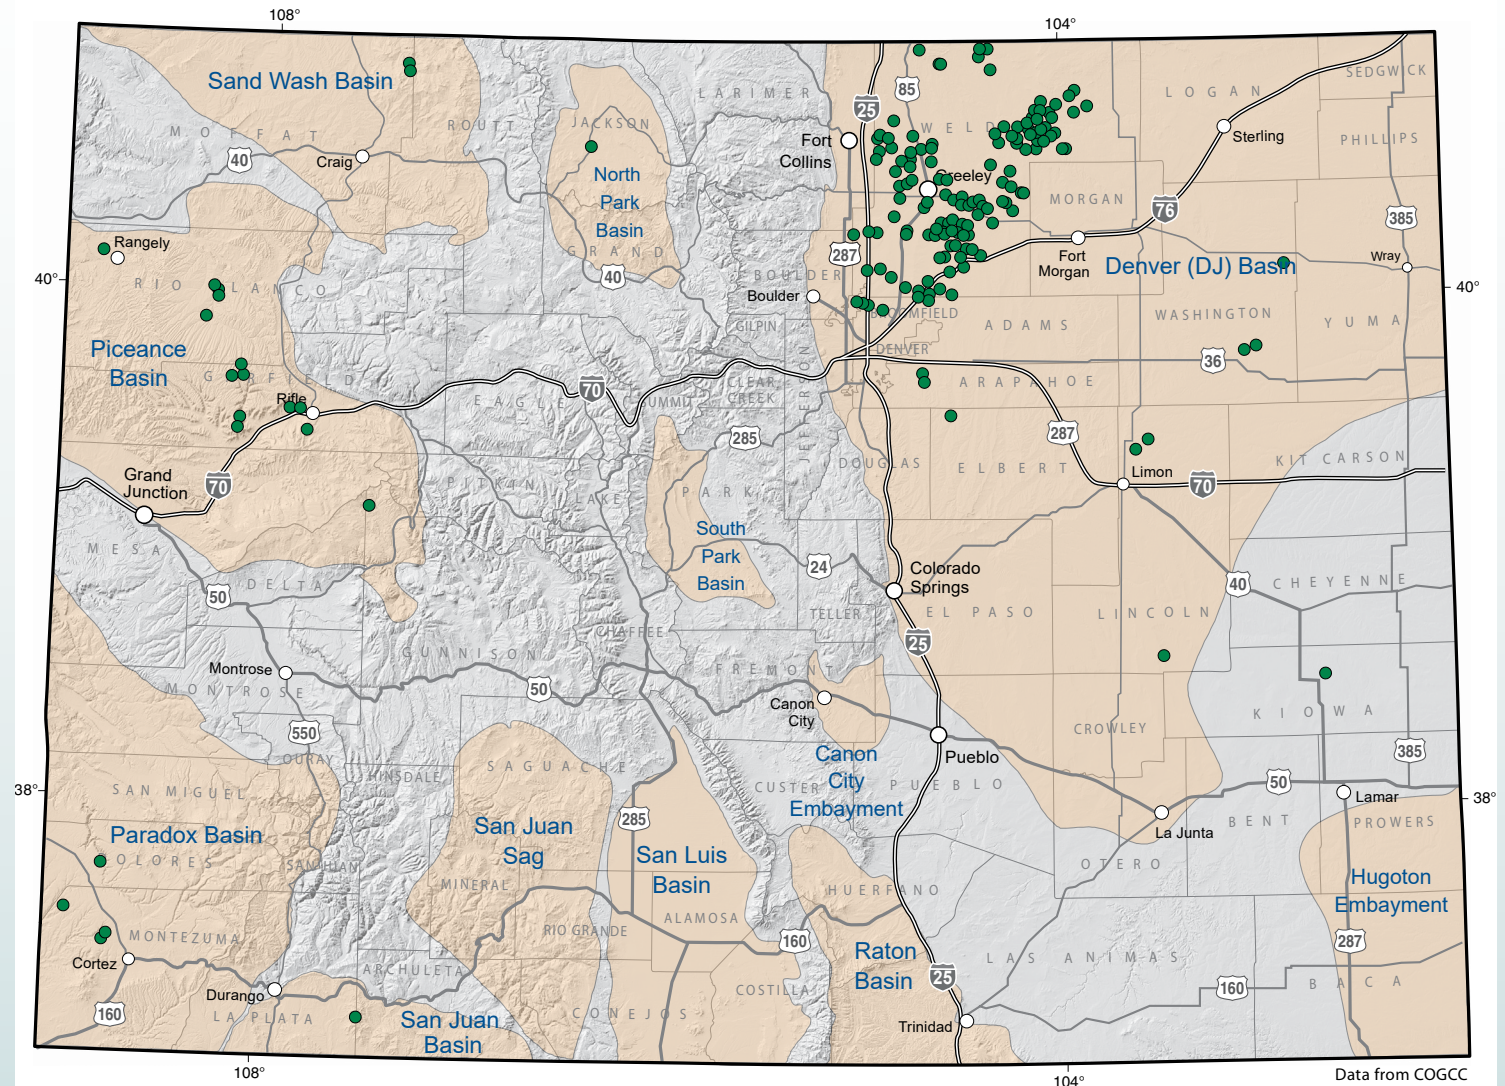 108°
104°
Sand Wash Basin
SEDGWICK
LOGAN
85
LARIMER
25
JACKSON
ROUTT
MOFFAT
WELD
Fort
Collins
Sterling
PHILLIPS
40
Craig
North
Park
Basin
Greeley
MORGAN
76
385
Rangely
GRAND
287
Fort
Morgan
Denver (DJ) Basin
Wray
40°
40°
RIO BLANCO
40
BOULDER
Boulder
BROOMFIELD
GILPIN
ADAMS
WASHINGTON
YUMA
Piceance
Basin
DENVER
36
GARFIELD
CLEAR
CREEK
ARAPAHOE
70
Rifle
EAGLE
SUMMIT
JEFFERSON
285
287
DOUGLAS
ELBERT
KIT CARSON
Grand
Junction
70
PITKIN
LAKE
PARK
Limon
70
South
Park
Basin
MESA
24
Colorado
Springs
DELTA
50
40
CHEYENNE
TELLER
EL PASO
LINCOLN
CHAFFEE
25
GUNNISON
Montrose
FREMONT
MONTROSE
50
Canon
City
KIOWA
550
CROWLEY
385
OURAY
Canon
City
Embayment
Pueblo
SAGUACHE
HINSDALE
CUSTER
PUEBLO
50
38°
38°
SAN MIGUEL
Lamar
285
BENT
PROWERS
Paradox Basin
San Juan
Sag
La Junta
DOLORES
SAN JUAN
San Luis
Basin
OTERO
MINERAL
HUERFANO
Hugoton
Embayment
ALAMOSA
MONTEZUMA
RIO GRANDE
160
287
Cortez
Raton
Basin
LAS ANIMAS
ARCHULETA
25
Durango
COSTILLA
160
BACA
160
LA PLATA
San Juan
Basin
CONEJOS
Trinidad
108°
104°
Data from COGCC